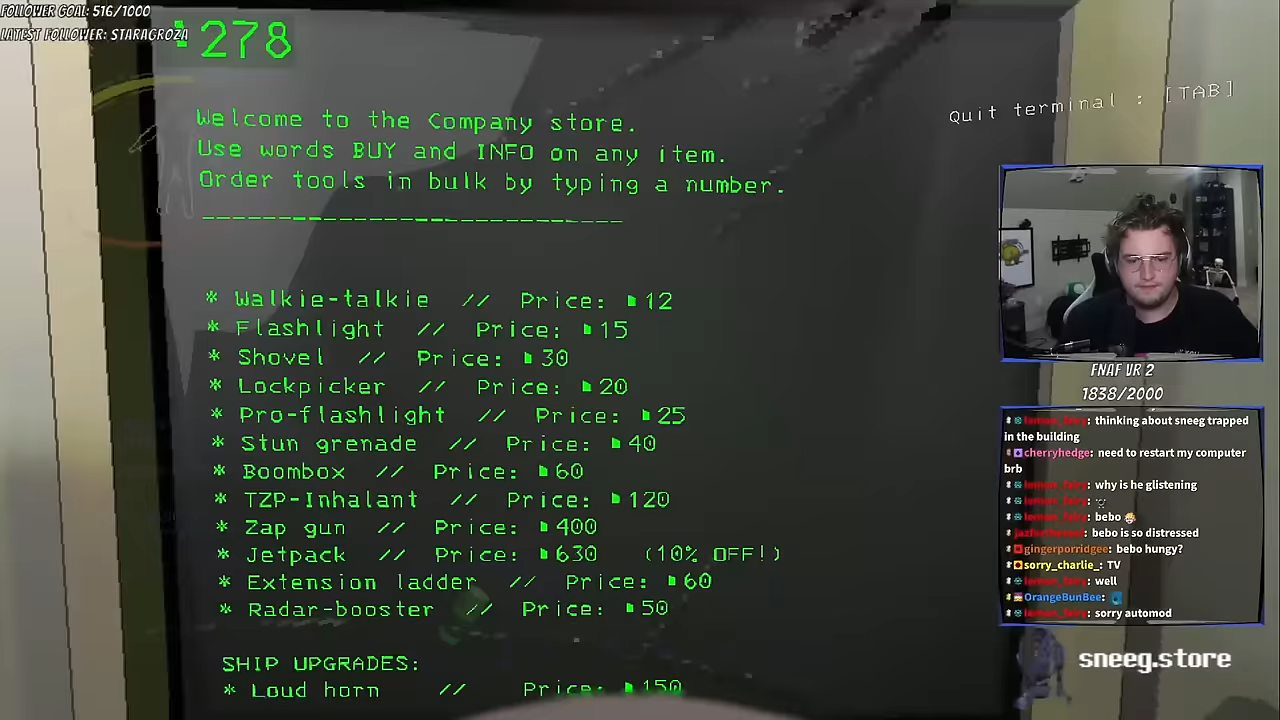 FOLLOWER GOAL: 516/1000
LATEST FOLLOWER: STARAGROZA
278
Welcome to the Company store.
Use words BUY and INFO on any item.
Order tools in bulk by typing a number.
----------------------------
* Walkie-talkie // Price: 12
* Flashlight // Price: 15
* Shovel // Price: 30
* Lockpicker // Price: 20
* Pro-flashlight // Price: 25
* Stun grenade // Price: 40
* Boombox // Price: 60
* TZP-Inhalant // Price: 120
* Zap gun // Price: 400
* Jetpack // Price: 630 (10% OFF!)
* Extension ladder // Price: 60
* Radar-booster // Price: 50
SHIP UPGRADES:
* Loud horn // Price: 150
Quit terminal : [TAB]
FNAF VR 2
1838/2000
lemon_fairy: thinking about sneeg trapped
in the building
cherryhedge: need to restart my computer
brb
lemon_fairy: why is he glistening
lemon_fairy:
lemon_fairy: bebo
: bebo is so distressed
gingerporridgee: bebo hungy?
sorry_charlie_: TV
lemon_fairy: well
OrangeBunBee:
lemon_fairy: sorry automod
sneeg.store